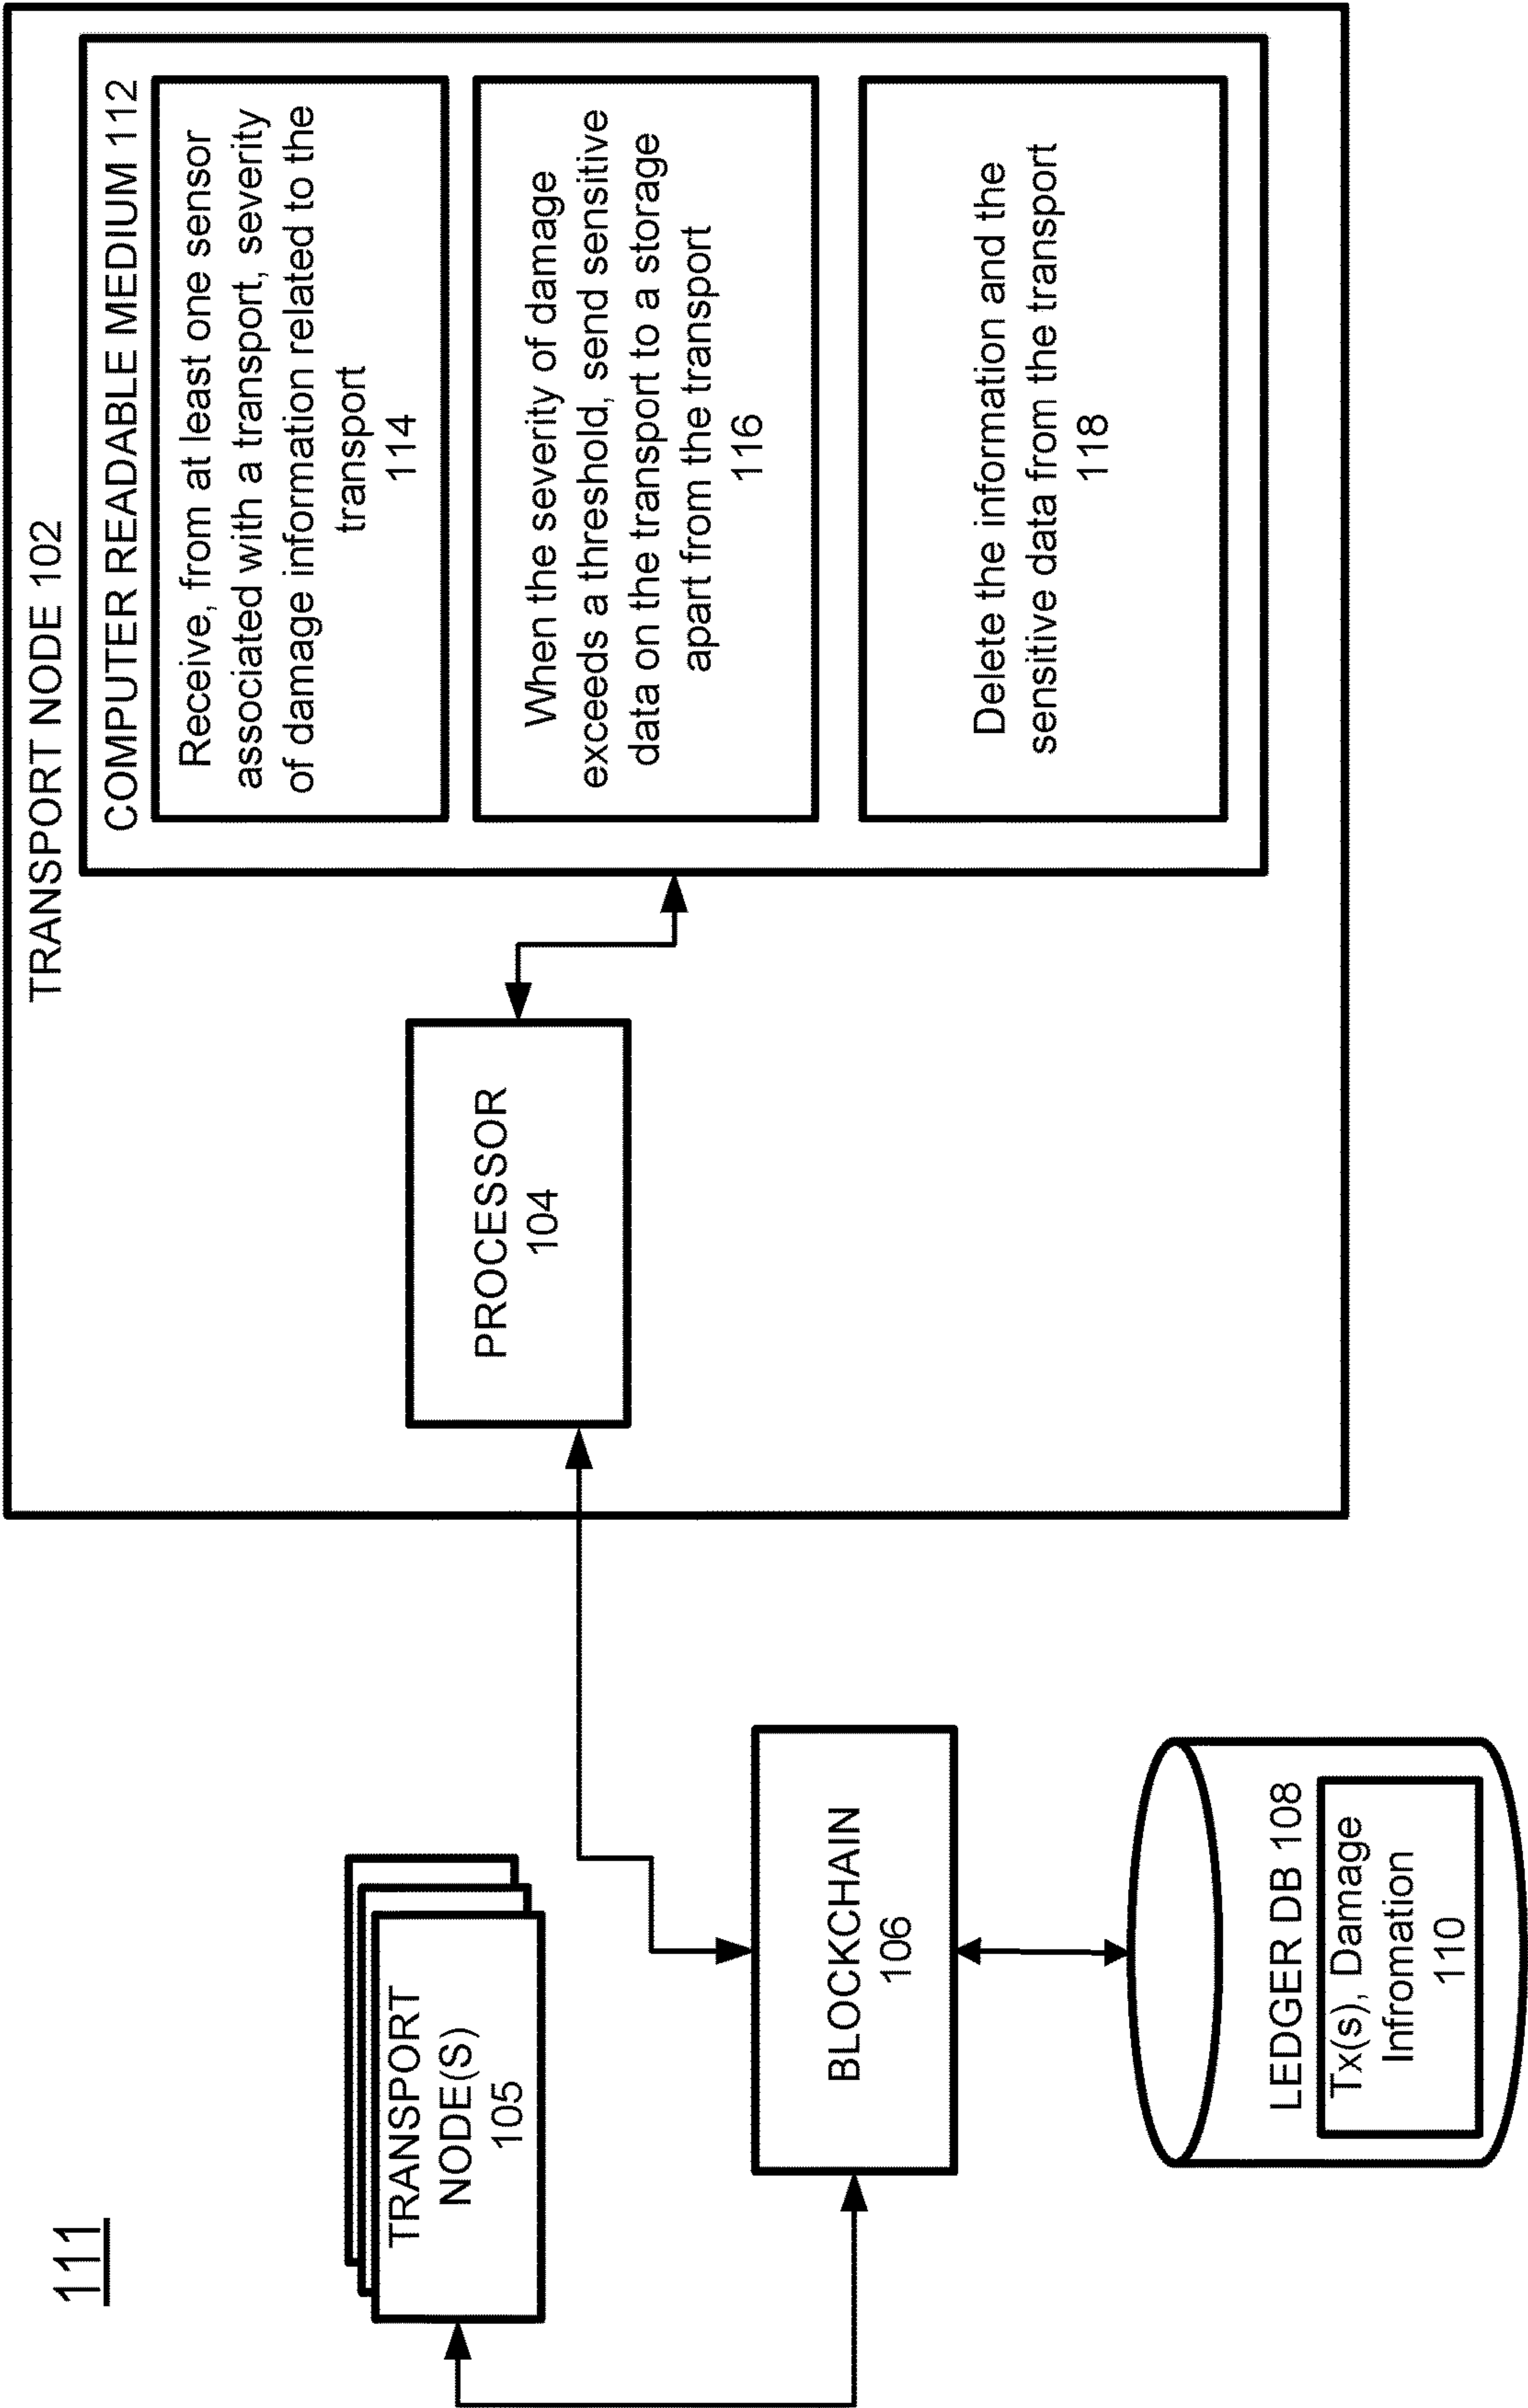 111
TRANSPORT
NODE(S)
105
BLOCKCHAIN
106
LEDGER DB 108
Tx(s), Damage
Infromation
110
TRANSPORT NODE 102
PROCESSOR
104
COMPUTER READABLE MEDIUM 112
Receive, from at least one sensor
associated with a transport, severity
of damage information related to the
transport
114
When the severity of damage
exceeds a threshold, send sensitive
data on the transport to a storage
apart from the transport
116
Delete the information and the
sensitive data from the transport
118